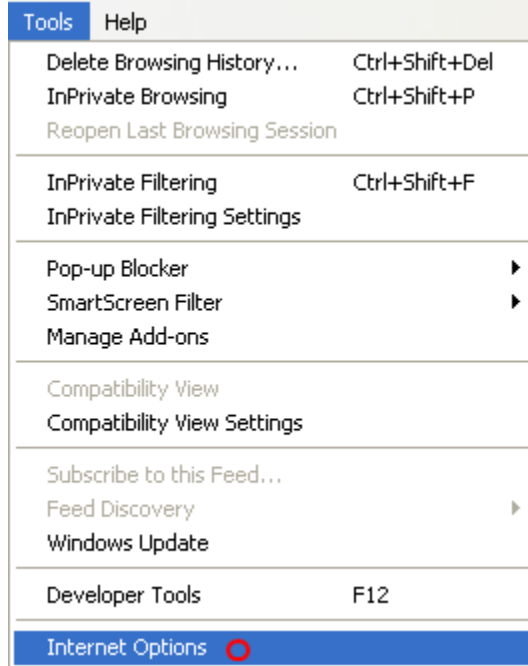 Tools Help
Delete Browsing History... Ctrl+Shift+Del
InPrivate Browsing Ctrl+Shift+P
Reopen Last Browsing Session
InPrivate Filtering Ctrl+Shift+F
InPrivate Filtering Settings
Pop-up Blocker
SmartScreen Filter
Manage Add-ons
Compatibility View
Compatibility View Settings
Subscribe to this Feed...
Feed Discovery
Windows Update
Developer Tools F12
Internet Options